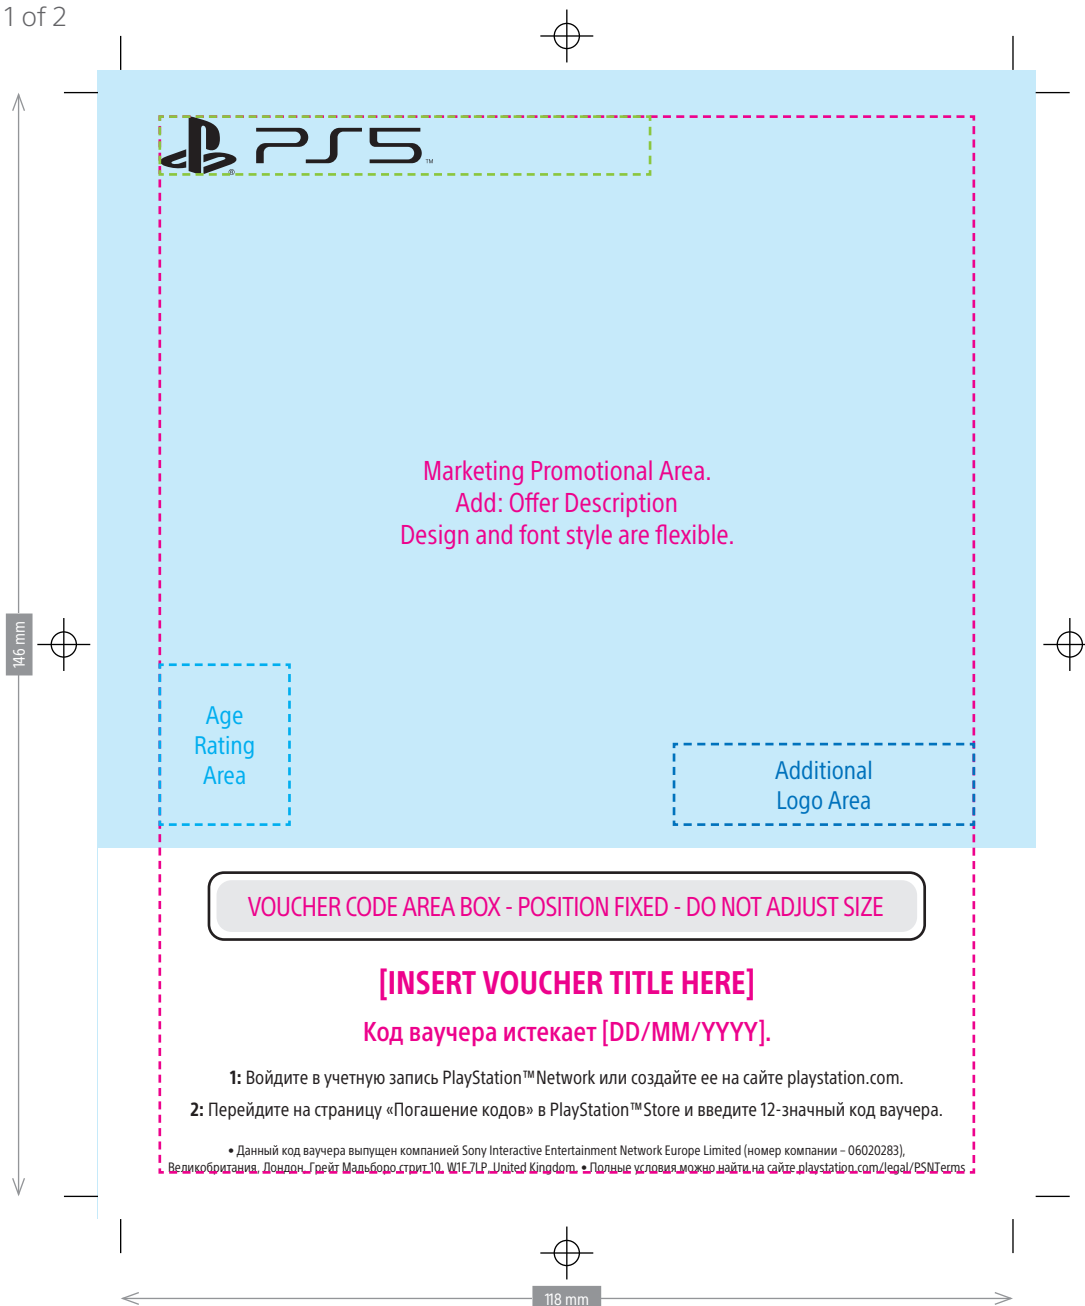 1 of 2
PS5
™
®
Marketing Promotional Area.
Add: Offer Description
Design and font style are flexible.
146 mm
Age
Rating
Area
Additional
Logo Area
VOUCHER CODE AREA BOX - POSITION FIXED - DO NOT ADJUST SIZE
[INSERT VOUCHER TITLE HERE]
Код ваучера истекает [DD/MM/YYYY].
1: Войдите в учетную запись PlayStation™Network или создайте ее на сайте playstation.com.
2: Перейдите на страницу «Погашение кодов» в PlayStation™Store и введите 12-значный код ваучера.
• Данный код ваучера выпущен компанией Sony Interactive Entertainment Network Europe Limited (номер компании – 06020283),
Великобритания, Лондон, Грейт Мальборо стрит 10, W1F 7LP, United Kingdom. • Полные условия можно найти на сайте playstation.com/legal/PSNTerms
118 mm